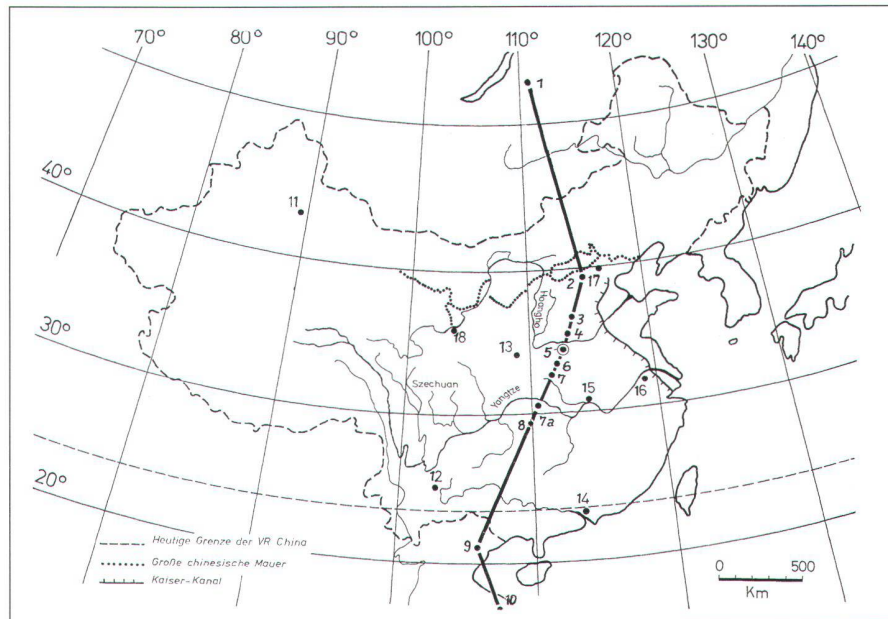 70° 80° 90° 100° 110° 120° 130° 140°
1
40°
11
2 17
Hoangho
3
18
4
13 5
30°
6
Szechuan
7
Yangtze
15 16
8 7a
12
20°
14
9
10
Heutige Grenze der VR China
Große chinesische Mauer
Kaiser-Kanal
0 500
Km